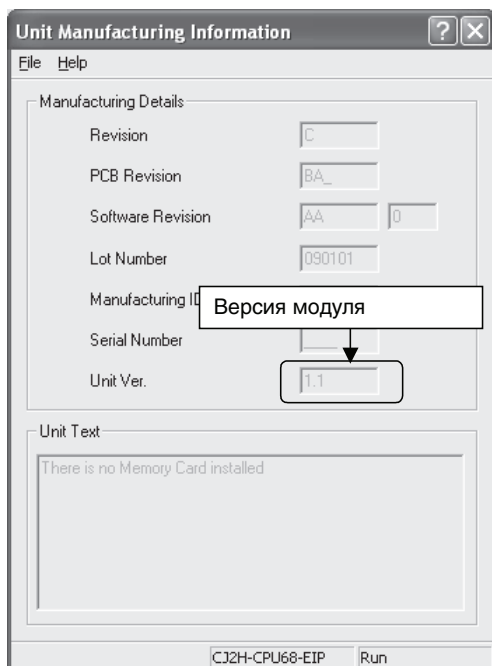 Unit Manufacturing Information
File Help
Manufacturing Details
Revision C
PCB Revision BA_
Software Revision AA 0
Lot Number 090101
Manufacturing ID
Версия модуля
Serial Number ___
Unit Ver. 1.1
Unit Text
There is no Memory Card installed
CJ2H-CPU68-EIP Run